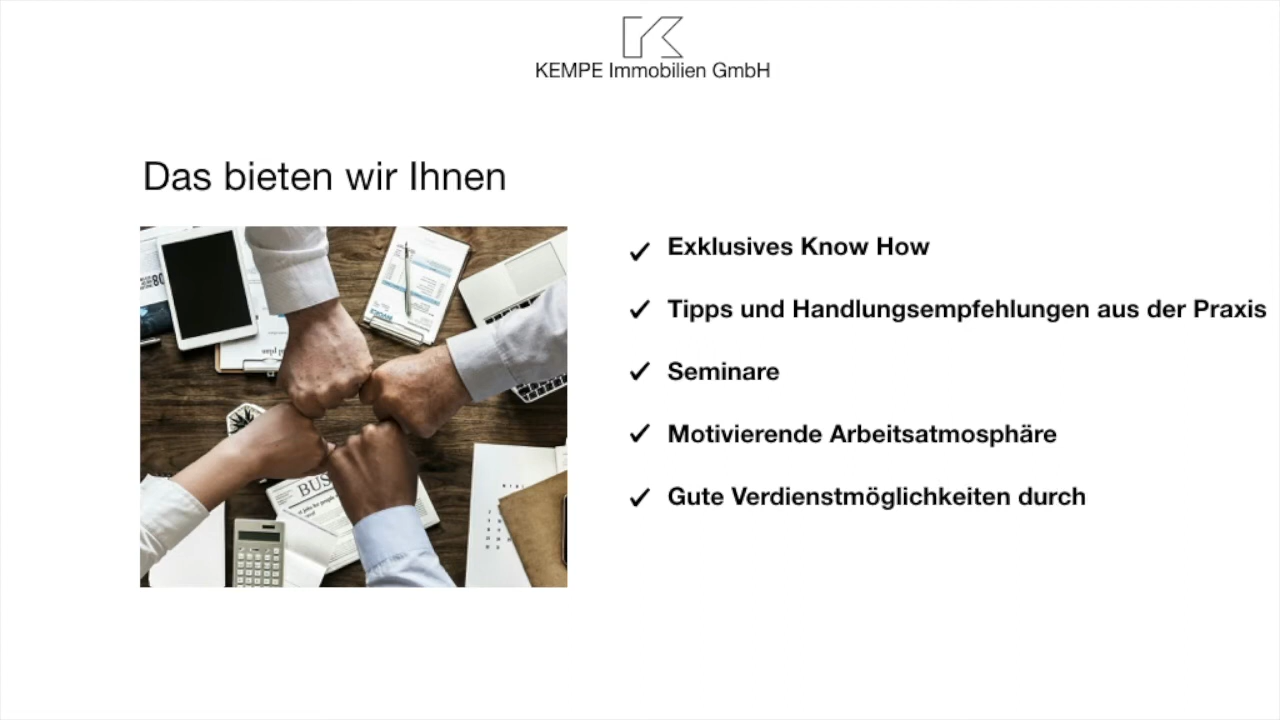 KEMPE Immobilien GmbH
Das bieten wir Ihnen
Exklusives Know How
Tipps und Handlungsempfehlungen aus der Praxis
Seminare
Motivierende Arbeitsatmosphäre
Gute Verdienstmöglichkeiten durch